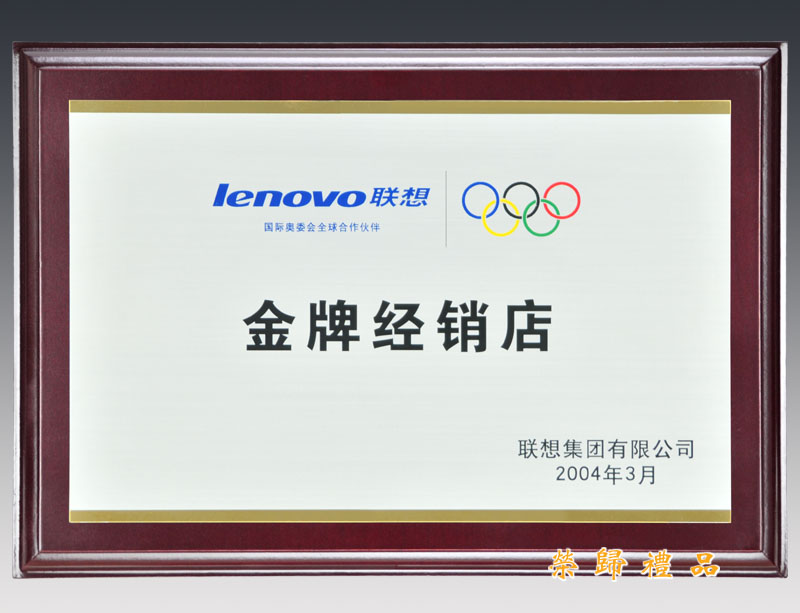 lenovo联想
国际奥委会全球合作伙伴
金牌经销店
联想集团有限公司
2004年3月
榮歸禮品